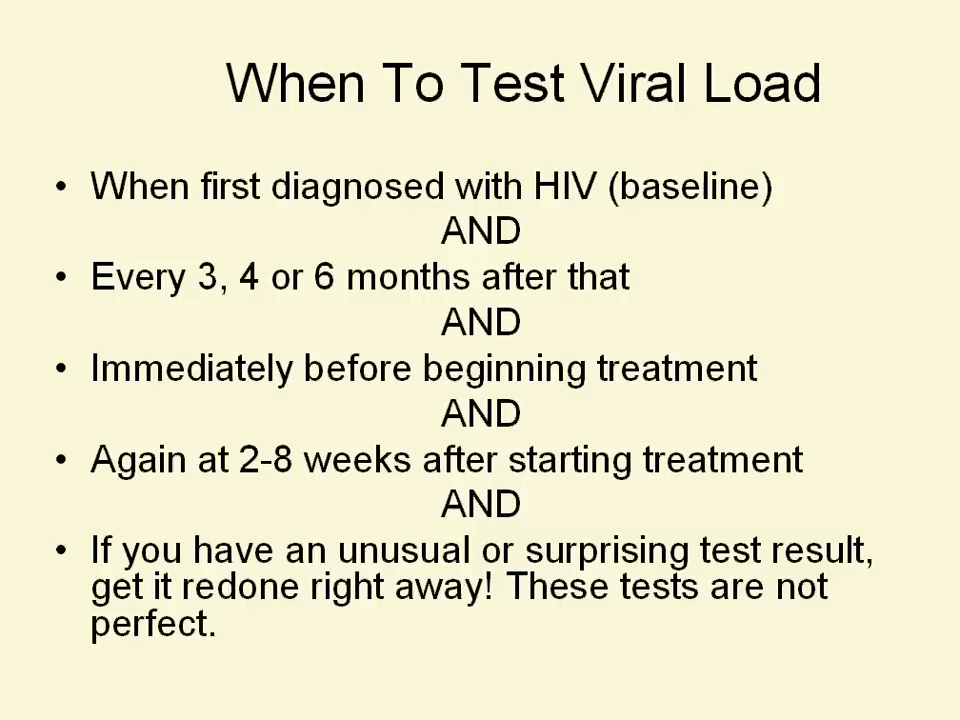 When To Test Viral Load
• When first diagnosed with HIV (baseline)
AND
• Every 3, 4 or 6 months after that
AND
• Immediately before beginning treatment
AND
• Again at 2-8 weeks after starting treatment
AND
• If you have an unusual or surprising test result,
get it redone right away! These tests are not
perfect.